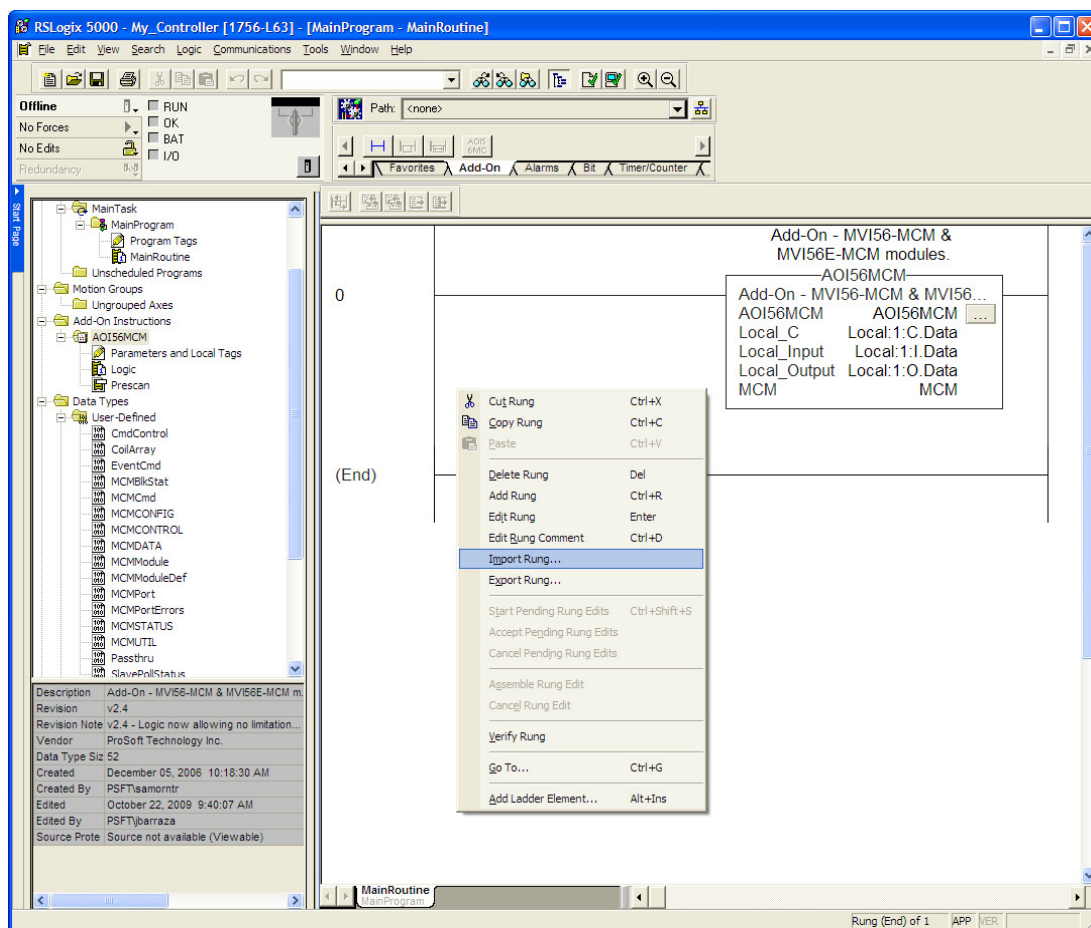 RSLogix 5000 - My_Controller [1756-L63] - [MainProgram - MainRoutine]
File Edit View Search Logic Communications Tools Window Help
Offline
RUN
No Forces
OK
No Edits
BAT
Redundancy
I/O
Path: <none>
AOI5
6MC
Favorites Add-On Alarms Bit Timer/Counter
Start Page
MainTask
MainProgram
Program Tags
MainRoutine
Unscheduled Programs
Motion Groups
Ungrouped Axes
Add-On Instructions
AOI56MCM
Parameters and Local Tags
Logic
Prescan
Data Types
User-Defined
CmdControl
CoilArray
EventCmd
MCMBlkStat
MCMCmd
MCMCONFIG
MCMCONTROL
MCMDATA
MCMModule
MCMModuleDef
MCMPort
MCMPortErrors
MCMSTATUS
MCMUTIL
Passthru
SlavePollStatus
Description Add-On - MVI56-MCM & MVI56E-MCM m.
Revision v2.4
Revision Note v2.4 - Logic now allowing no limitation...
Vendor ProSoft Technology Inc.
Data Type Siz 52
Created December 05, 2006 10:18:30 AM
Created By PSFT\samorntr
Edited October 22, 2009 9:40:07 AM
Edited By PSFT\jbarraza
Source Prote Source not available (Viewable)
Add-On - MVI56-MCM &
MVI56E-MCM modules.
AOI56MCM
0
Add-On - MVI56-MCM & MVI56...
AOI56MCM AOI56MCM ...
Local_C Local:1:C.Data
Local_Input Local:1:I.Data
Local_Output Local:1:O.Data
MCM MCM
(End)
Cut Rung Ctrl+X
Copy Rung Ctrl+C
Paste Ctrl+V
Delete Rung Del
Add Rung Ctrl+R
Edit Rung Enter
Edit Rung Comment Ctrl+D
Import Rung...
Export Rung...
Start Pending Rung Edits Ctrl+Shift+S
Accept Pending Rung Edits
Cancel Pending Rung Edits
Assemble Rung Edit
Cancel Rung Edit
Verify Rung
Go To... Ctrl+G
Add Ladder Element... Alt+Ins
MainRoutine
MainProgram
Rung (End) of 1 APP VER